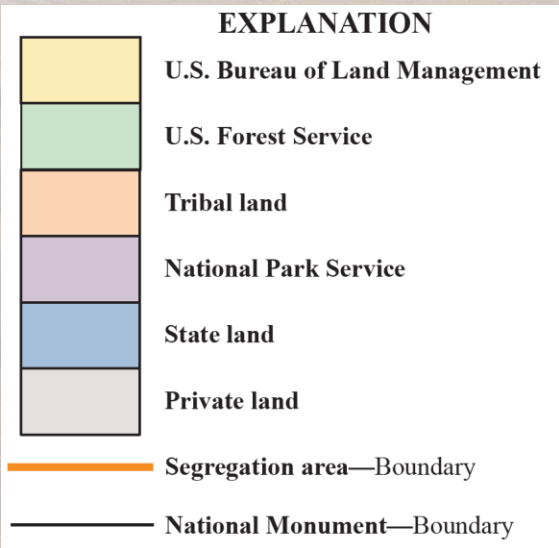 EXPLANATION
U.S. Bureau of Land Management
U.S. Forest Service
Tribal land
National Park Service
State land
Private land
Segregation area—Boundary
National Monument—Boundary